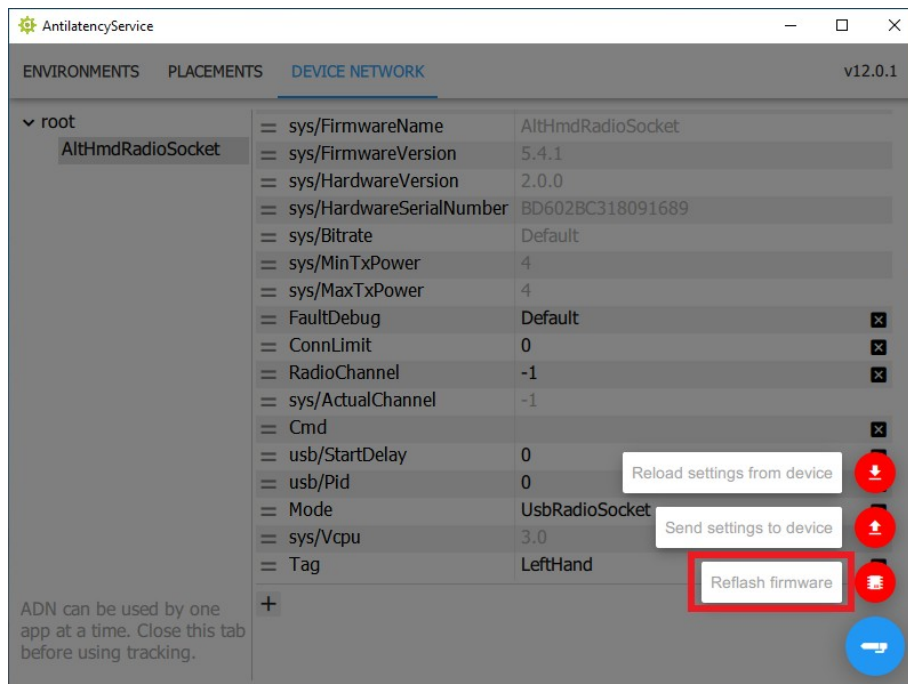 AntilatencyService
ENVIRONMENTS PLACEMENTS DEVICE NETWORK v12.0.1
root
AltHmdRadioSocket
sys/FirmwareName AltHmdRadioSocket
sys/FirmwareVersion 5.4.1
sys/HardwareVersion 2.0.0
sys/HardwareSerialNumber BD602BC318091689
sys/Bitrate Default
sys/MinTxPower 4
sys/MaxTxPower 4
FaultDebug Default
ConnLimit 0
RadioChannel -1
sys/ActualChannel -1
Cmd
usb/StartDelay 0
usb/Pid 0
Mode UsbRadioSocket
sys/Vcpu 3.0
Tag LeftHand
Reload settings from device
Send settings to device
Reflash firmware
ADN can be used by one
app at a time. Close this tab
before using tracking.